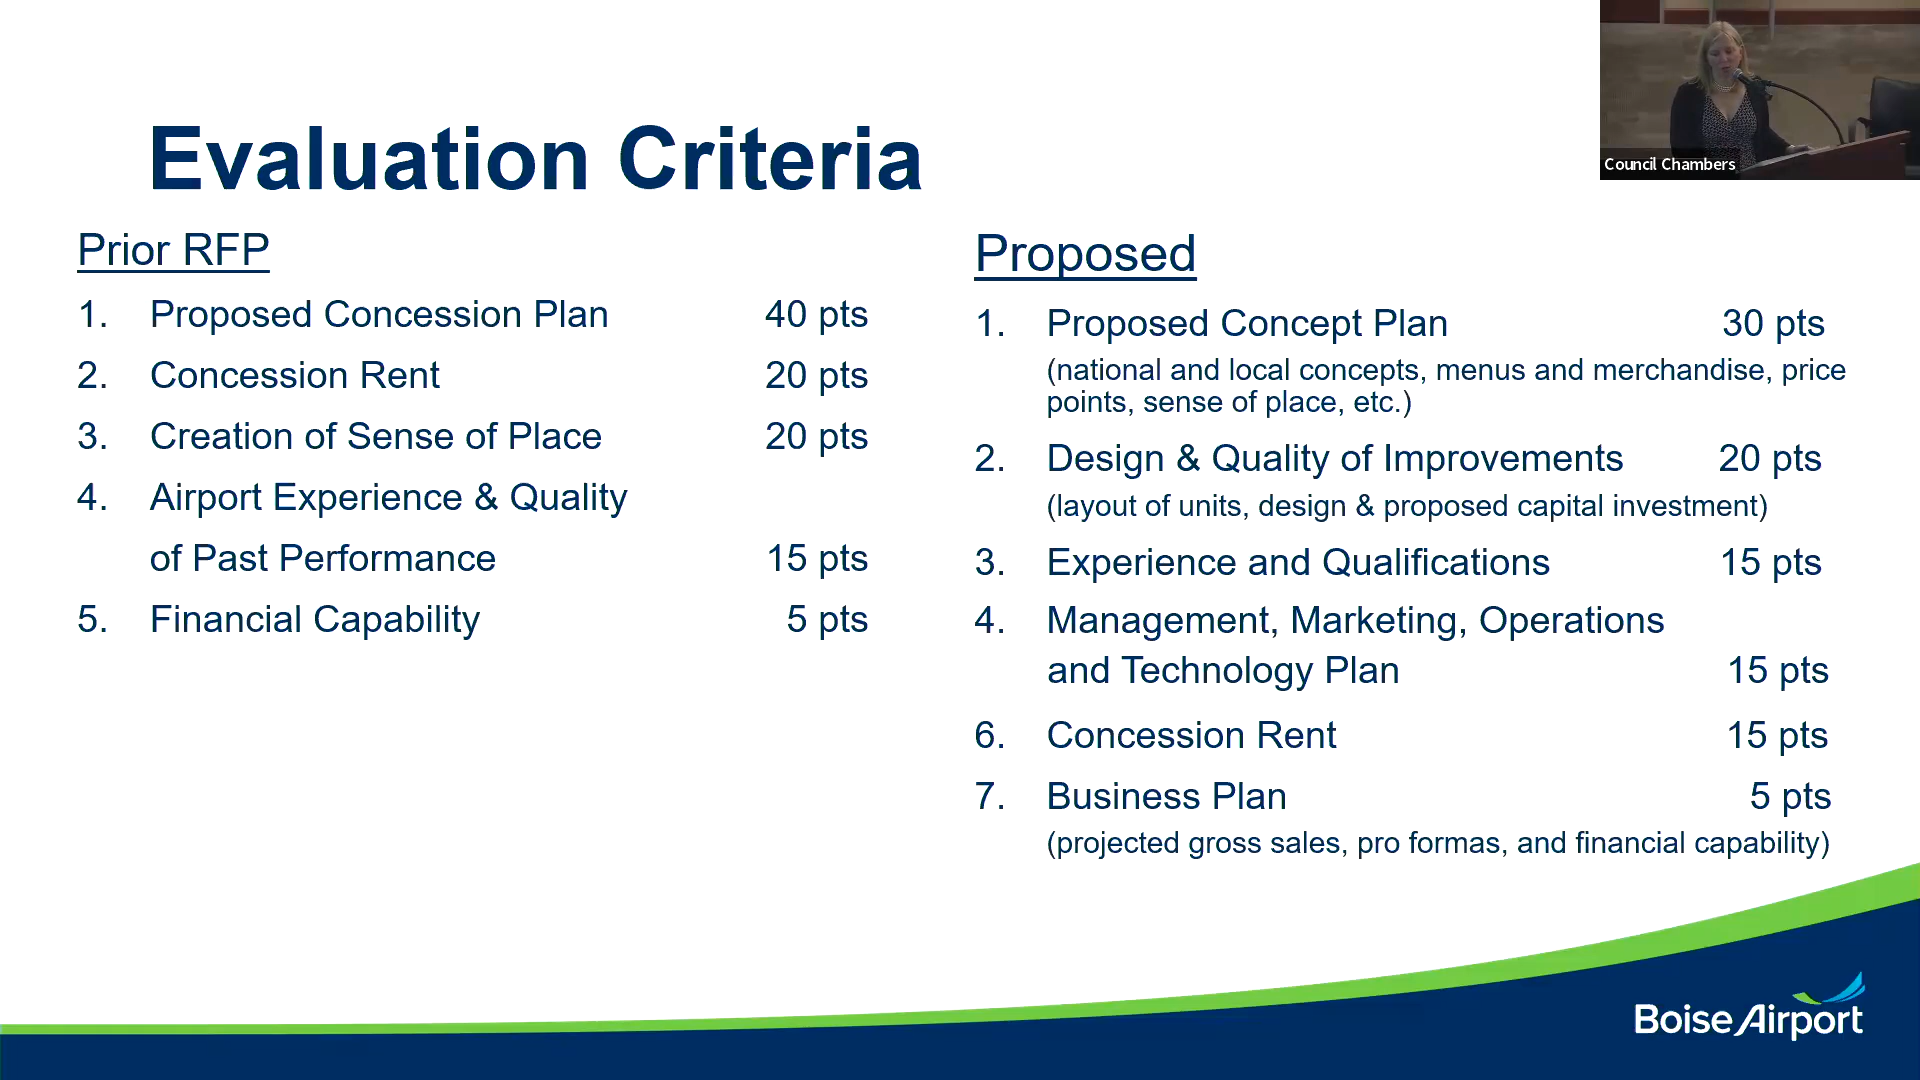 Council Chambers
Evaluation Criteria
Prior RFP
1. Proposed Concession Plan 40 pts
2. Concession Rent 20 pts
3. Creation of Sense of Place 20 pts
4. Airport Experience & Quality
of Past Performance 15 pts
5. Financial Capability 5 pts
Proposed
1. Proposed Concept Plan 30 pts
(national and local concepts, menus and merchandise, price
points, sense of place, etc.)
2. Design & Quality of Improvements 20 pts
(layout of units, design & proposed capital investment)
3. Experience and Qualifications 15 pts
4. Management, Marketing, Operations
and Technology Plan 15 pts
6. Concession Rent 15 pts
7. Business Plan 5 pts
(projected gross sales, pro formas, and financial capability)
Boise Airport